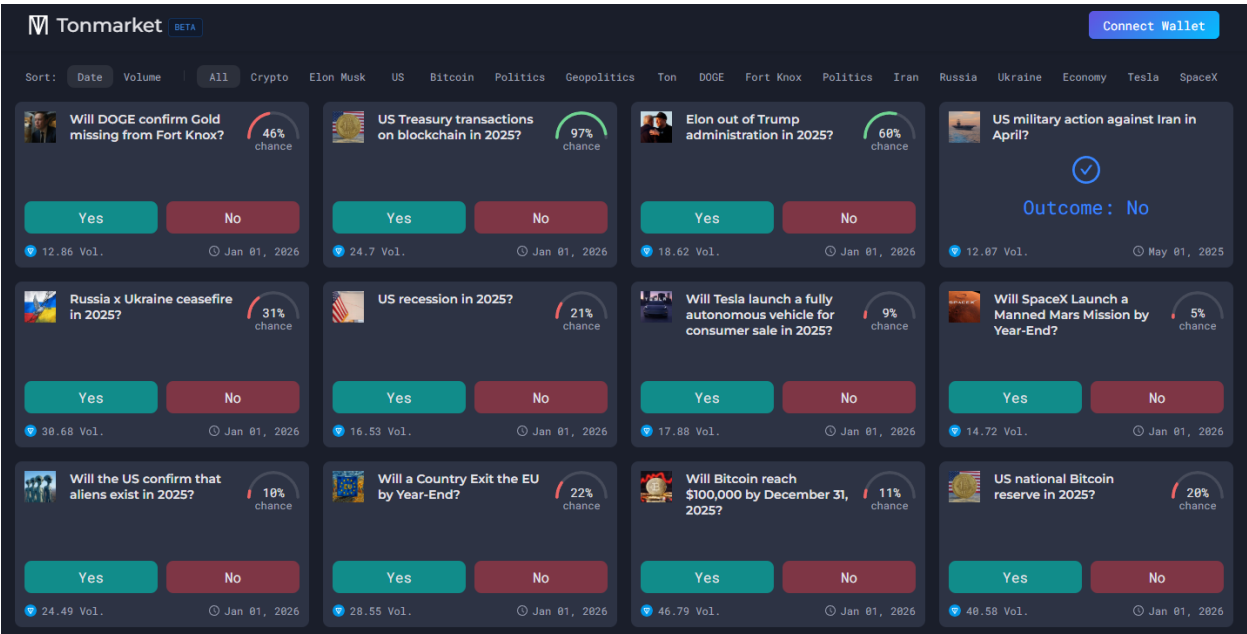 Tonmarket BETA
Connect Wallet
Sort: Date Volume All Crypto Elon Musk US Bitcoin Politics Geopolitics Ton DOGE Fort Knox Politics Iran Russia Ukraine Economy Tesla SpaceX
Will DOGE confirm Gold
missing from Fort Knox?
46%
chance
Yes No
12.86 Vol. Jan 01, 2026
US Treasury transactions
on blockchain in 2025?
97%
chance
Yes No
24.7 Vol. Jan 01, 2026
Elon out of Trump
administration in 2025?
60%
chance
Yes No
18.62 Vol. Jan 01, 2026
US military action against Iran in
April?
Outcome: No
12.07 Vol. May 01, 2025
Russia x Ukraine ceasefire
in 2025?
31%
chance
Yes No
30.68 Vol. Jan 01, 2026
US recession in 2025?
21%
chance
Yes No
16.53 Vol. Jan 01, 2026
Will Tesla launch a fully
autonomous vehicle for
consumer sale in 2025?
9%
chance
Yes No
17.88 Vol. Jan 01, 2026
Will SpaceX Launch a
Manned Mars Mission by
Year-End?
5%
chance
Yes No
14.72 Vol. Jan 01, 2026
Will the US confirm that
aliens exist in 2025?
10%
chance
Yes No
24.49 Vol. Jan 01, 2026
Will a Country Exit the EU
by Year-End?
22%
chance
Yes No
28.55 Vol. Jan 01, 2026
Will Bitcoin reach
$100,000 by December 31,
2025?
11%
chance
Yes No
46.79 Vol. Jan 01, 2026
US national Bitcoin
reserve in 2025?
20%
chance
Yes No
40.58 Vol. Jan 01, 2026